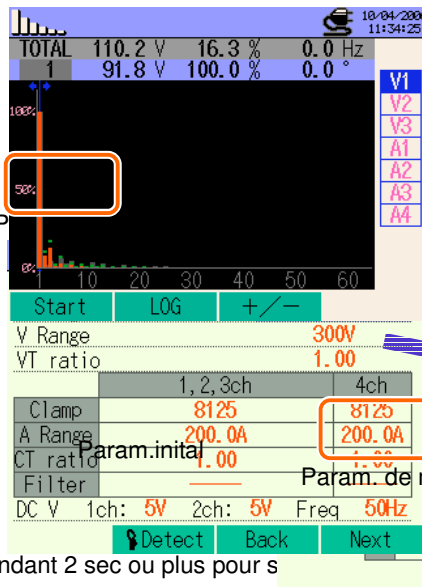 10/04/200
11:34:25
TOTAL 110.2 V 16.3 % 0.0 Hz
1 91.8 V 100.0 % 0.0 °
V1
V2
V3
A1
A2
A3
A4
100%
50%
0%
1 10 20 30 40 50 60
Start LOG +/-
V Range 300V
VT ratio 1.00
1,2,3ch 4ch
Clamp 8125 8125
A Range 200.0A 200.0A
Param.inital
CT ratio 1.00 1.00
Param. de
Filter
DC V 1ch: 5V 2ch: 5V Freq 50Hz
Detect Back Next
ndant 2 sec ou plus pour s